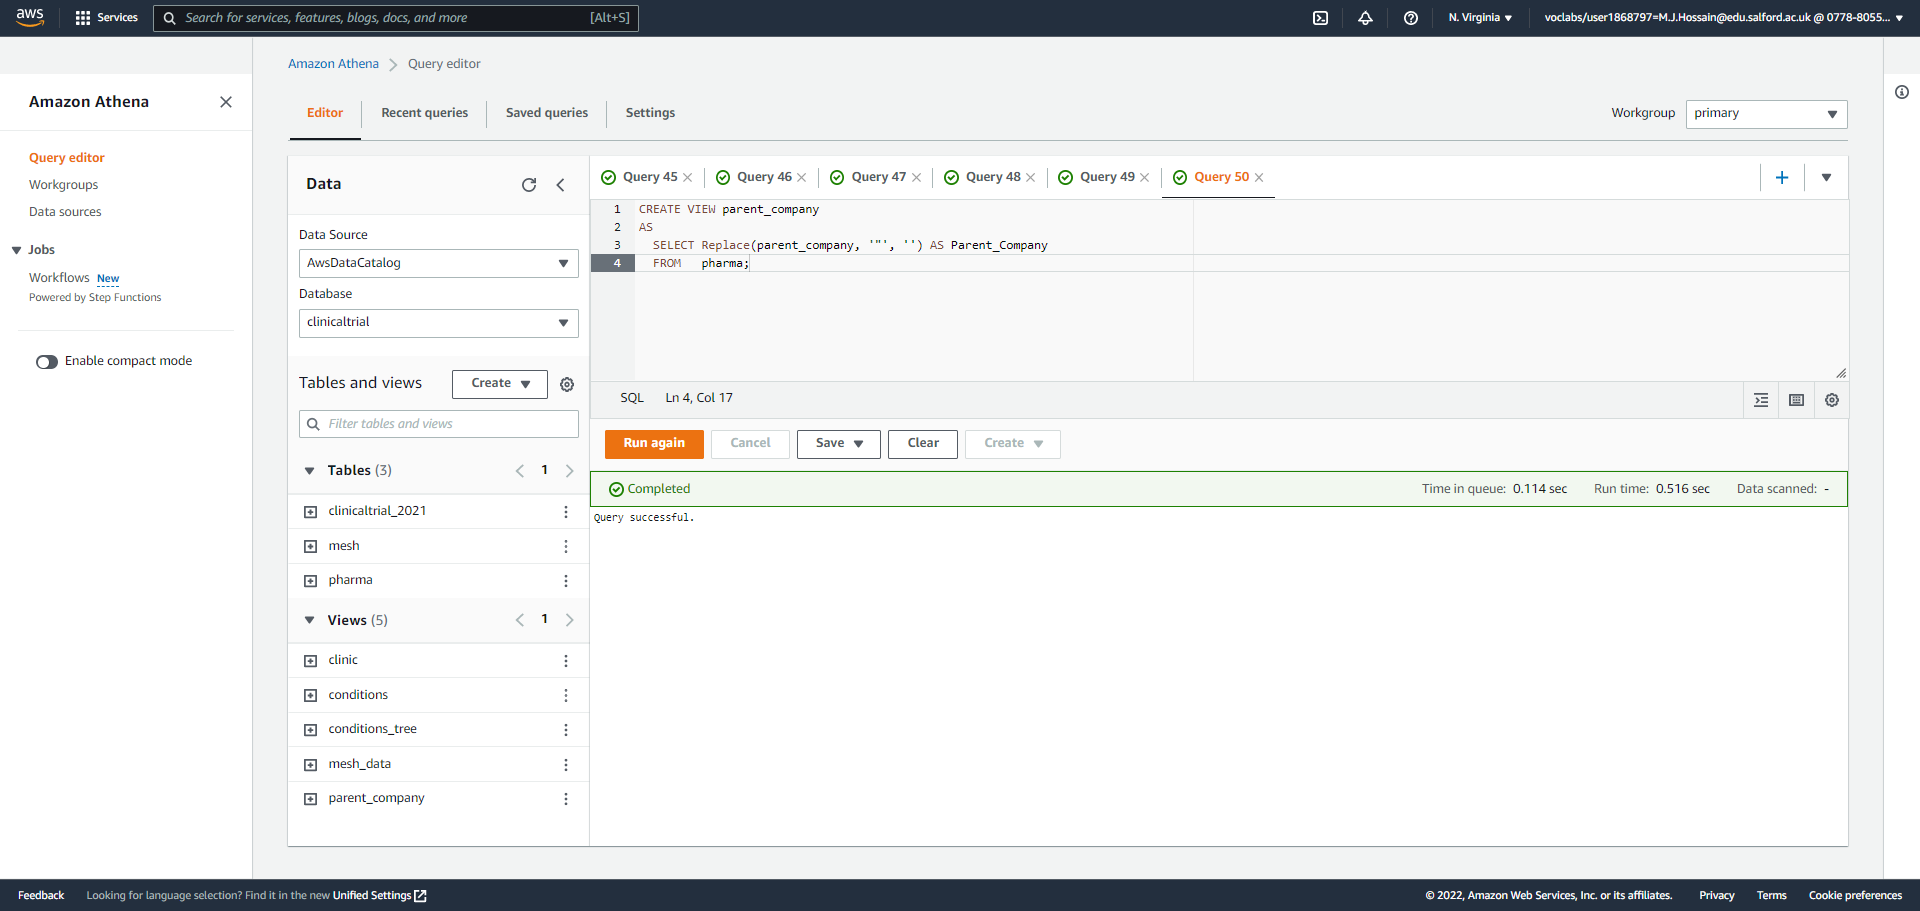 aws
Services
Search for services, features, blogs, docs, and more
[Alt+S]
N. Virginia
voclabs/user1868797=M.J.Hossain@edu.salford.ac.uk @ 0778-8055...
Amazon Athena
Query editor
Workgroups
Data sources
Jobs
Workflows New
Powered by Step Functions
Enable compact mode
Amazon Athena Query editor
Editor Recent queries Saved queries Settings
Workgroup primary
Data
Data Source
AwsDataCatalog
Database
clinicaltrial
Tables and views Create
Filter tables and views
Tables (3) 1
clinicaltrial_2021
mesh
pharma
Views (5) 1
clinic
conditions
conditions_tree
mesh_data
parent_company
Query 45 Query 46 Query 47 Query 48 Query 49 Query 50
1 CREATE VIEW parent_company
2 AS
3 SELECT Replace(parent_company, '"', '') AS Parent_Company
4 FROM pharma;
SQL Ln 4, Col 17
Run again Cancel Save Clear Create
Completed Time in queue: 0.114 sec Run time: 0.516 sec Data scanned: -
Query successful.
Feedback Looking for language selection? Find it in the new Unified Settings © 2022, Amazon Web Services, Inc. or its affiliates. Privacy Terms Cookie preferences